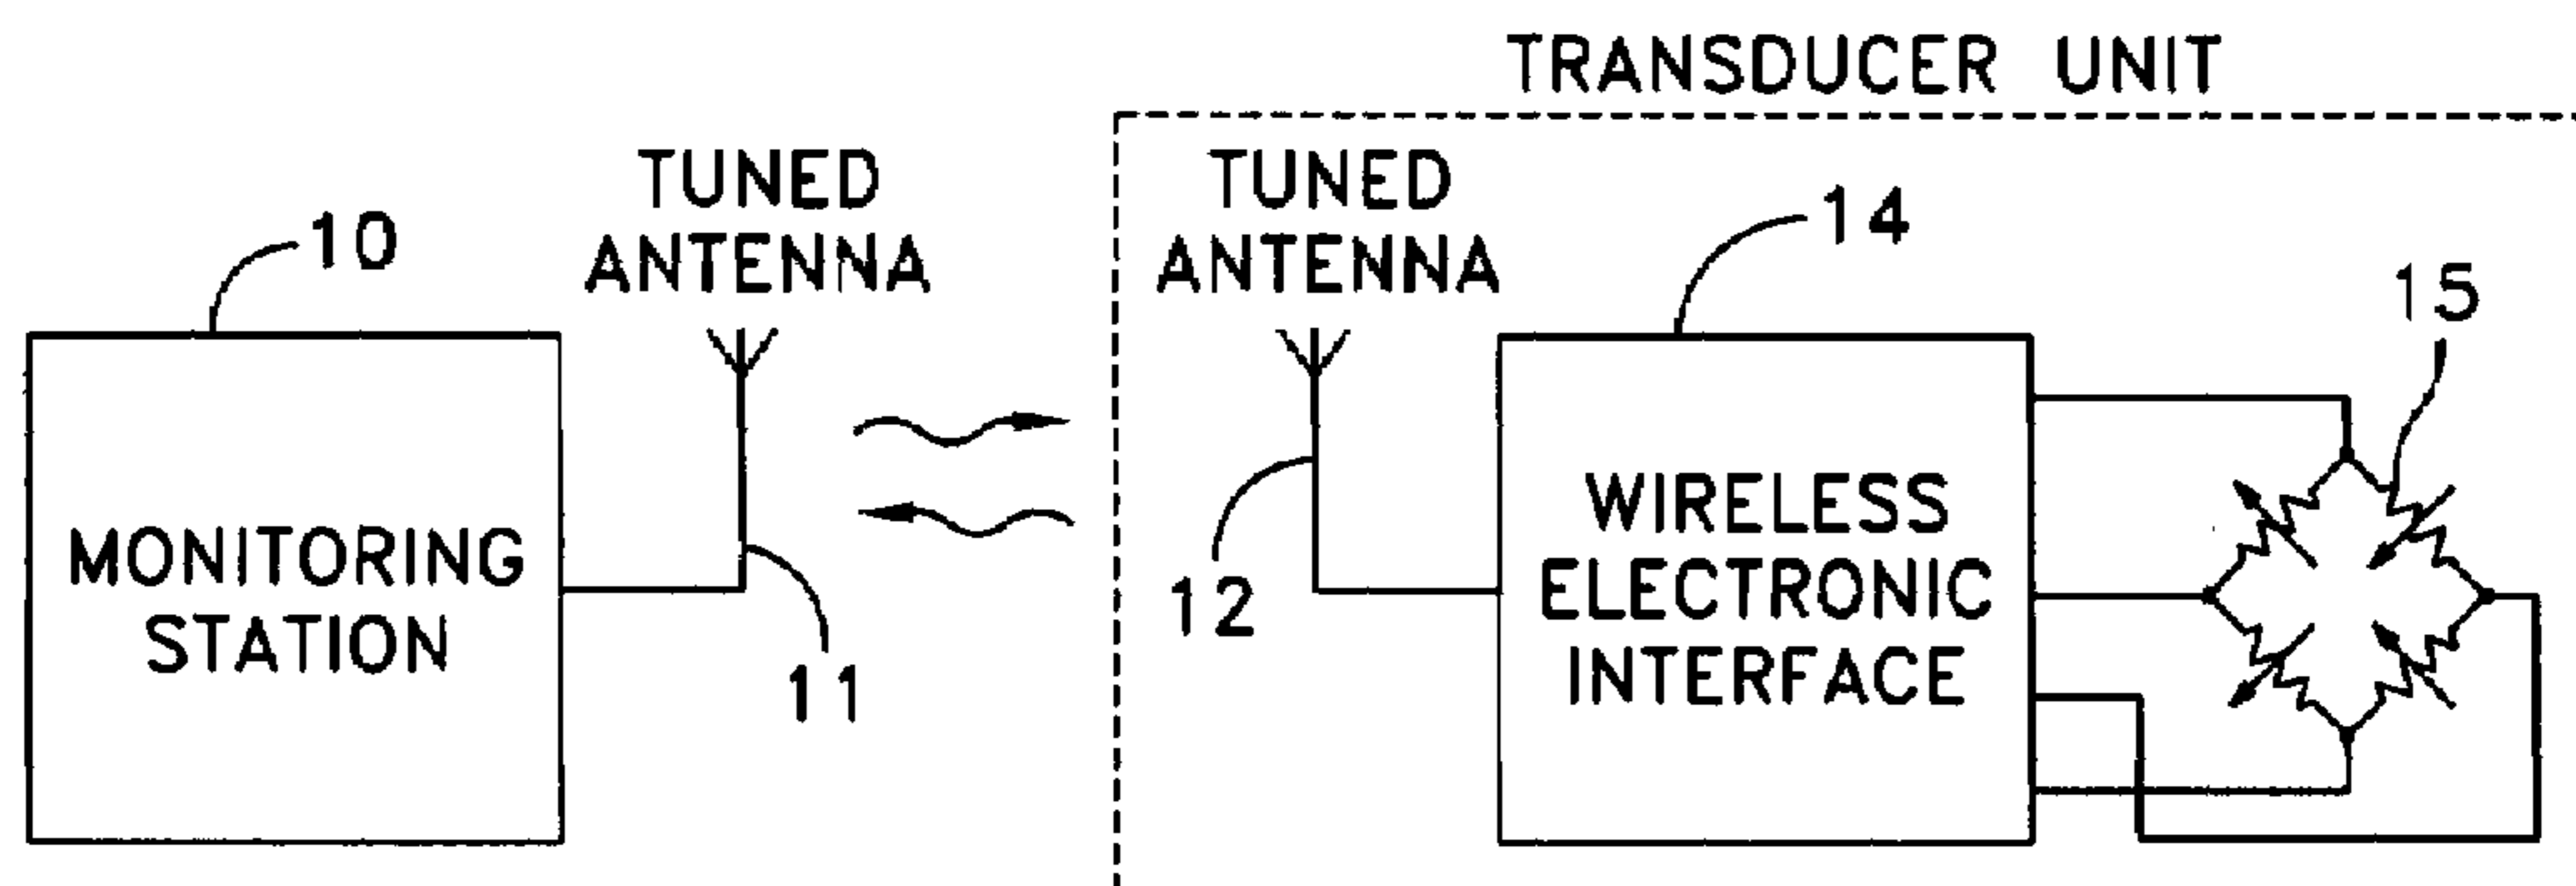 TRANSDUCER UNIT
TUNED
ANTENNA
TUNED
ANTENNA
10
14
15
MONITORING
STATION
11
12
WIRELESS
ELECTRONIC
INTERFACE